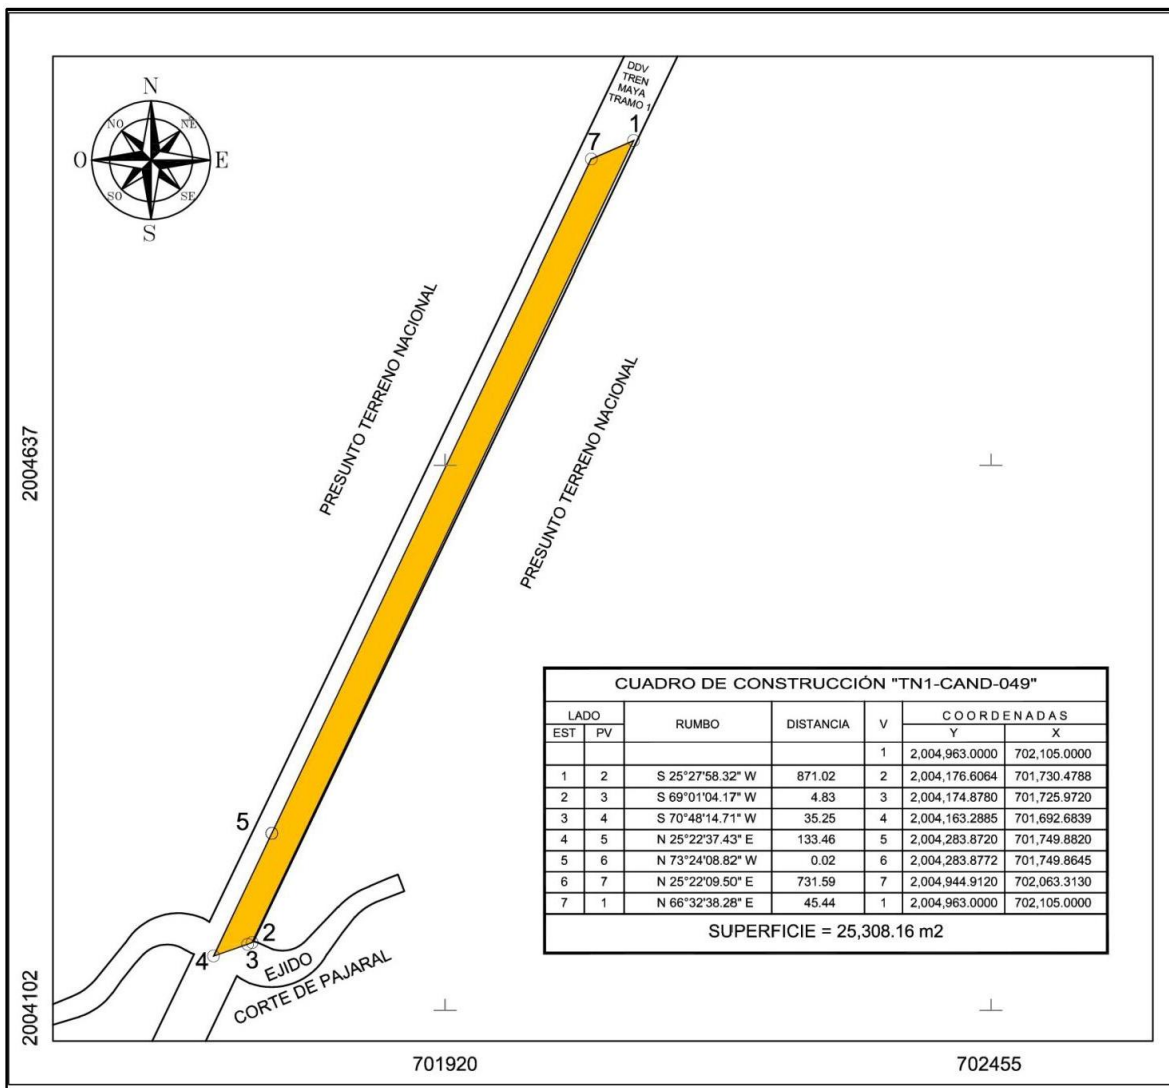 N
NO
NE
O
E
SO
SE
S
DDV
TREN
MAYA
TRAMO 1
1
7
PRESUNTO TERRENO NACIONAL
PRESUNTO TERRENO NACIONAL
2004637
5
2
3
4
EJIDO
CORTE DE PAJARAL
2004102
701920
702455
CUADRO DE CONSTRUCCIÓN "TN1-CAND-049"
LADO RUMBO DISTANCIA V COORDENADAS
EST PV Y X
1 2,004,963.0000 702,105.0000
1 2 S 25°27'58.32" W 871.02 2 2,004,176.6064 701,730.4788
2 3 S 69°01'04.17" W 4.83 3 2,004,174.8780 701,725.9720
3 4 S 70°48'14.71" W 35.25 4 2,004,163.2885 701,692.6839
4 5 N 25°22'37.43" E 133.46 5 2,004,283.8720 701,749.8820
5 6 N 73°24'08.82" W 0.02 6 2,004,283.8772 701,749.8645
6 7 N 25°22'09.50" E 731.59 7 2,004,944.9120 702,063.3130
7 1 N 66°32'38.28" E 45.44 1 2,004,963.0000 702,105.0000
SUPERFICIE = 25,308.16 m2